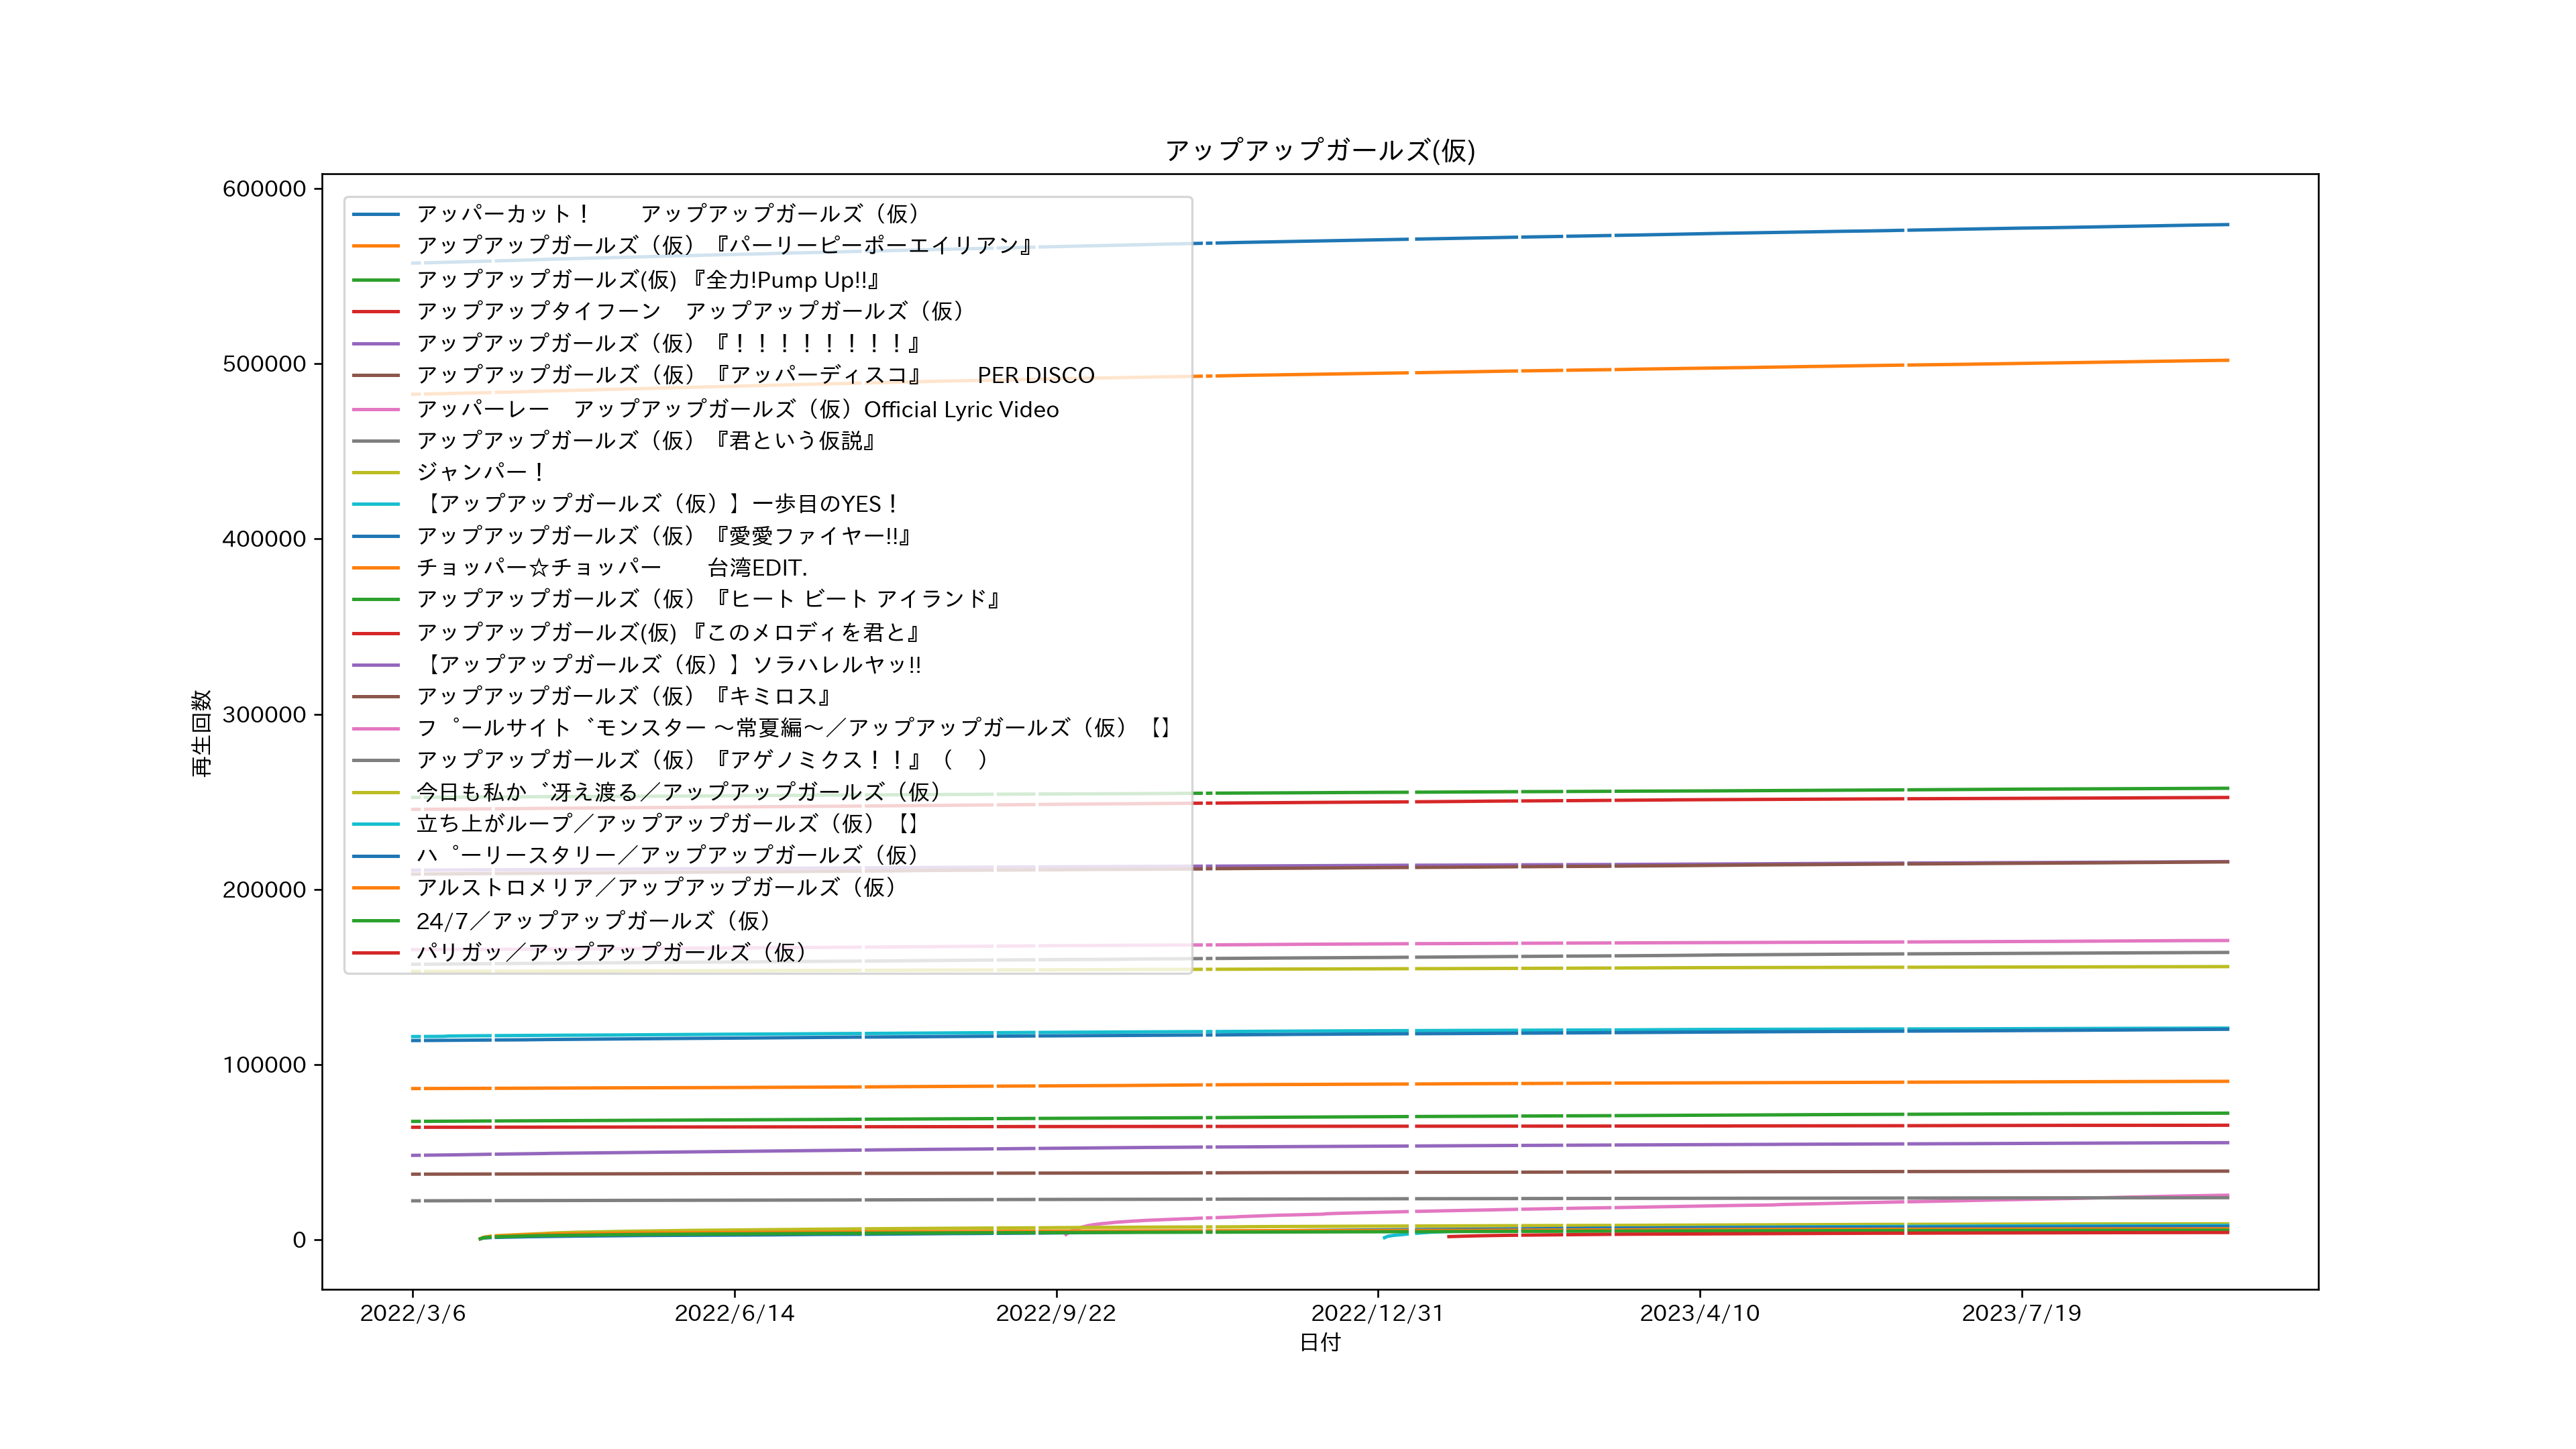 アップアップガールズ(仮)
600000
500000
400000
300000
200000
100000
0
再生回数
アッパーカット！　　アップアップガールズ（仮）
アップアップガールズ（仮）『パーリーピーポーエイリアン』
アップアップガールズ(仮) 『全力!Pump Up!!』
アップアップタイフーン　アップアップガールズ（仮）
アップアップガールズ（仮）『！！！！！！！！』
アップアップガールズ（仮）『アッパーディスコ』　　PER DISCO
アッパーレー　アップアップガールズ（仮）Official Lyric Video
アップアップガールズ（仮）『君という仮説』
ジャンパー！
【アップアップガールズ（仮）】一歩目のYES！
アップアップガールズ（仮）『愛愛ファイヤー!!』
チョッパー☆チョッパー　　台湾EDIT.
アップアップガールズ（仮）『ヒート ビート アイランド』
アップアップガールズ(仮) 『このメロディを君と』
【アップアップガールズ（仮）】ソラハレルヤッ!!
アップアップガールズ（仮）『キミロス』
フ゜ールサイト゛モンスター ～常夏編～／アップアップガールズ（仮）【】
アップアップガールズ（仮）『アゲノミクス！！』（　）
今日も私か゛冴え渡る／アップアップガールズ（仮）
立ち上がループ／アップアップガールズ（仮）【】
ハ゜ーリースタリー／アップアップガールズ（仮）
アルストロメリア／アップアップガールズ（仮）
24/7／アップアップガールズ（仮）
パリガッ／アップアップガールズ（仮）
2022/3/6
2022/6/14
2022/9/22
2022/12/31
2023/4/10
2023/7/19
日付